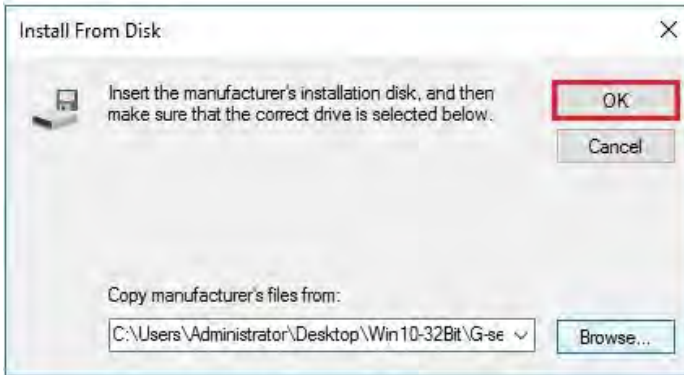 Install From Disk
Insert the manufacturer's installation disk, and then
make sure that the correct drive is selected below.
OK
Cancel
Copy manufacturer's files from:
C:\Users\Administrator\Desktop\Win10-32Bit\G-se
Browse...